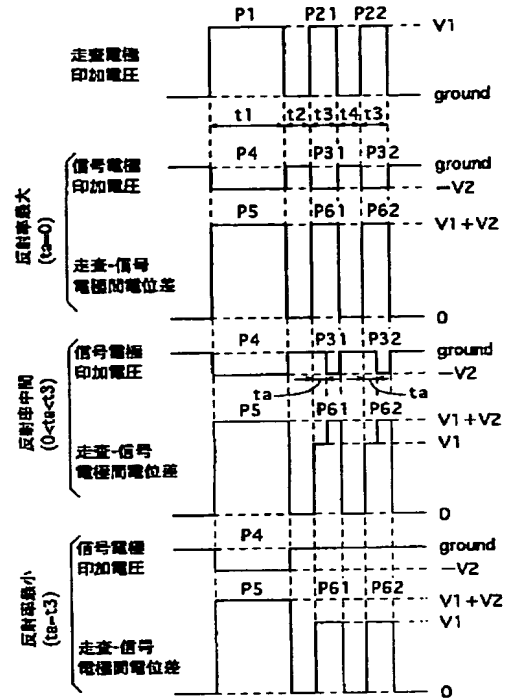 P1 P21 P22
V1
走査電極
印加電圧
ground
t1 t2 t3 t4 t3
反射率最大
(ta=0)
信号電極
印加電圧
P4 P31 P32
ground
−V2
P5 P61 P62
V1+V2
走査-信号
電極間電位差
0
反射率中間
(0<ta<t3)
信号電極
印加電圧
P4 P31 P32
ground
−V2
ta ta
P5 P61 P62
V1+V2
V1
走査-信号
電極間電位差
0
反射率最小
(ta=t3)
P4
信号電極
印加電圧
ground
−V2
P5 P61 P62
V1+V2
V1
走査-信号
電極間電位差
0